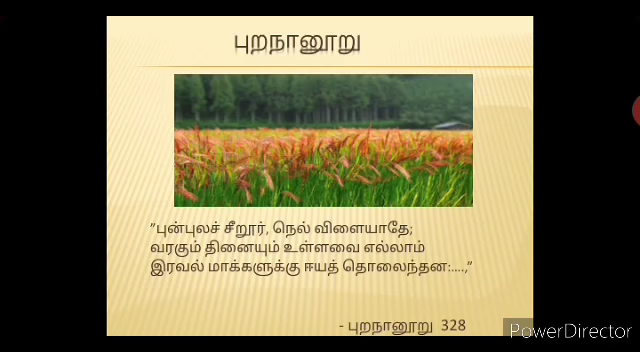 புறநானூறு
"புன்புலச் சீறூர், நெல் விளையாதே;
வரகும் தினையும் உள்ளவை எல்லாம்
இரவல் மாக்களுக்கு ஈயத் தொலைந்தன:....,"
- புறநானூறு 328
PowerDirector